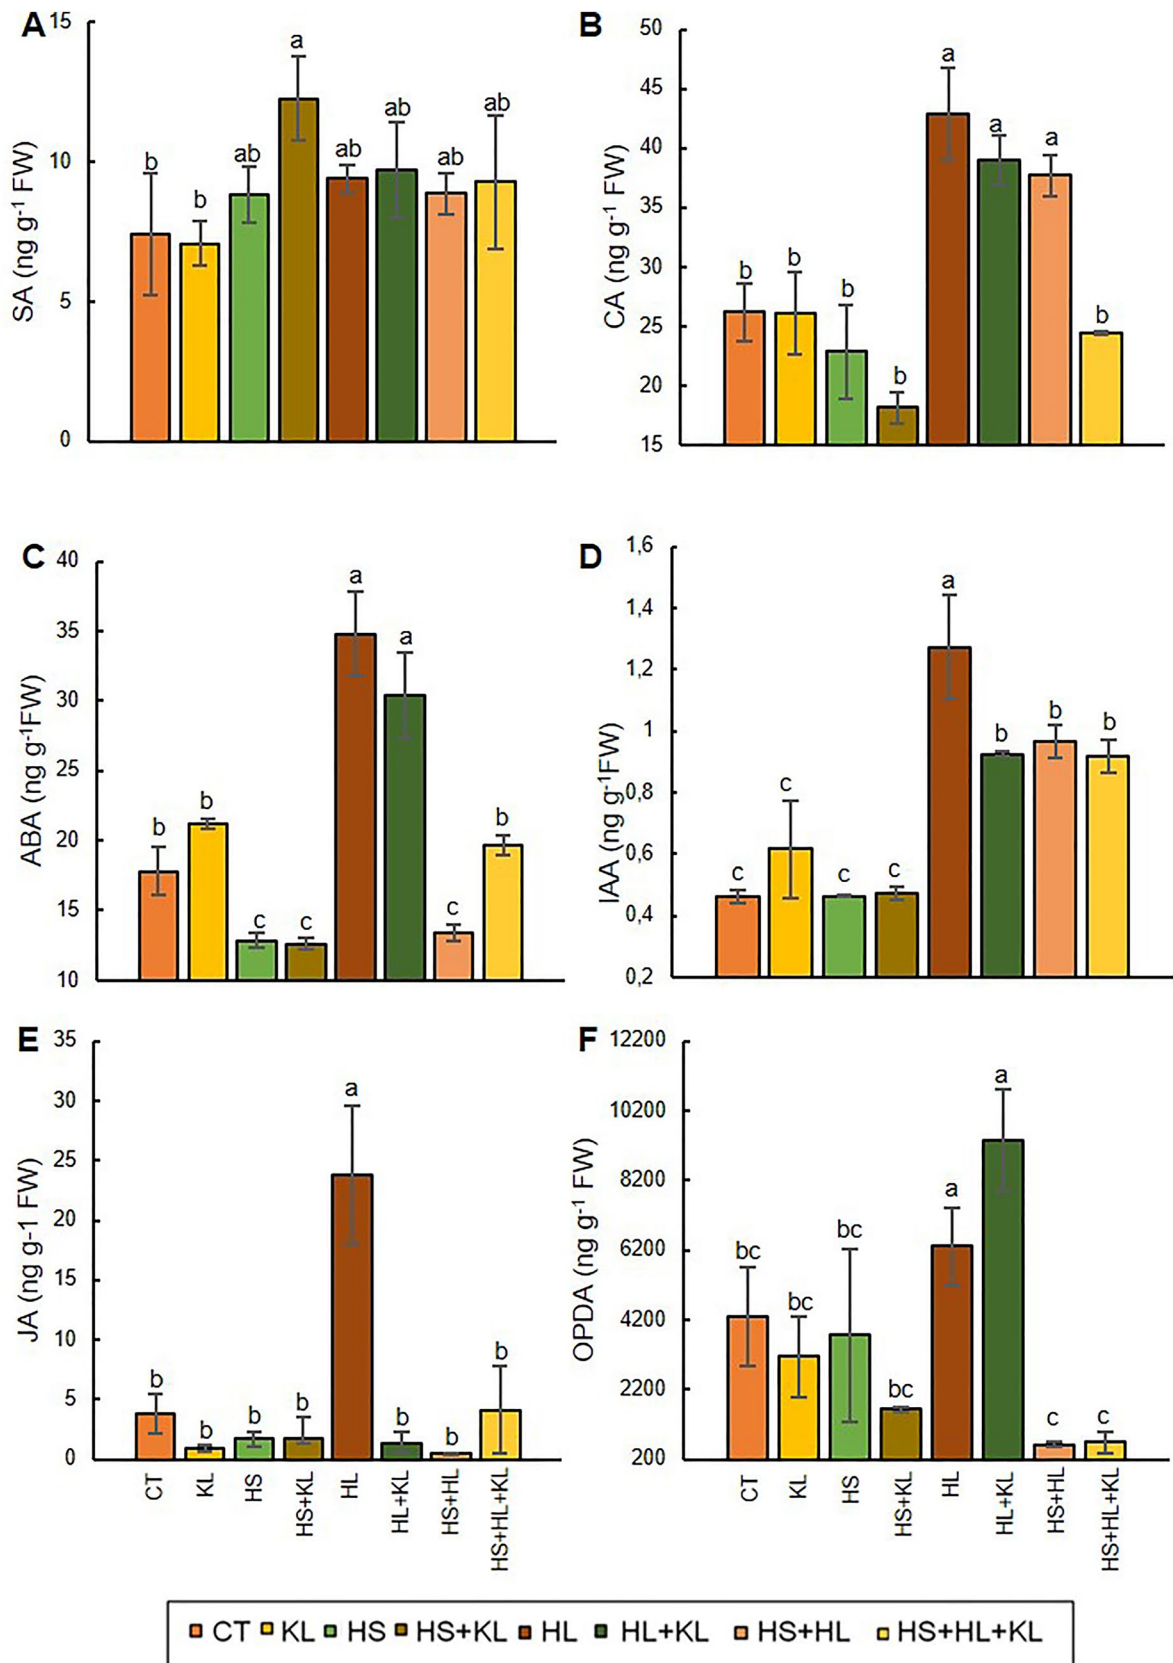 A
SA (ng g⁻¹ FW)
15
10
5
0
b
b
ab
a
ab
ab
ab
ab
B
CA (ng g⁻¹ FW)
50
45
40
35
30
25
20
15
b
b
b
b
a
a
a
b
C
ABA (ng g⁻¹FW)
40
35
30
25
20
15
10
b
b
c
c
a
a
c
b
D
IAA (ng g⁻¹FW)
1,6
1,4
1,2
1
0,8
0,6
0,4
0,2
c
c
c
c
a
b
b
b
E
JA (ng g-1 FW)
35
30
25
20
15
10
5
0
b
b
b
b
a
b
b
b
CT
KL
HS
HS+KL
HL
HL+KL
HS+HL
HS+HL+KL
F
OPDA (ng g⁻¹ FW)
12200
10200
8200
6200
4200
2200
200
bc
bc
bc
bc
a
a
c
c
CT
KL
HS
HS+KL
HL
HL+KL
HS+HL
HS+HL+KL
CT KL HS HS+KL HL HL+KL HS+HL HS+HL+KL